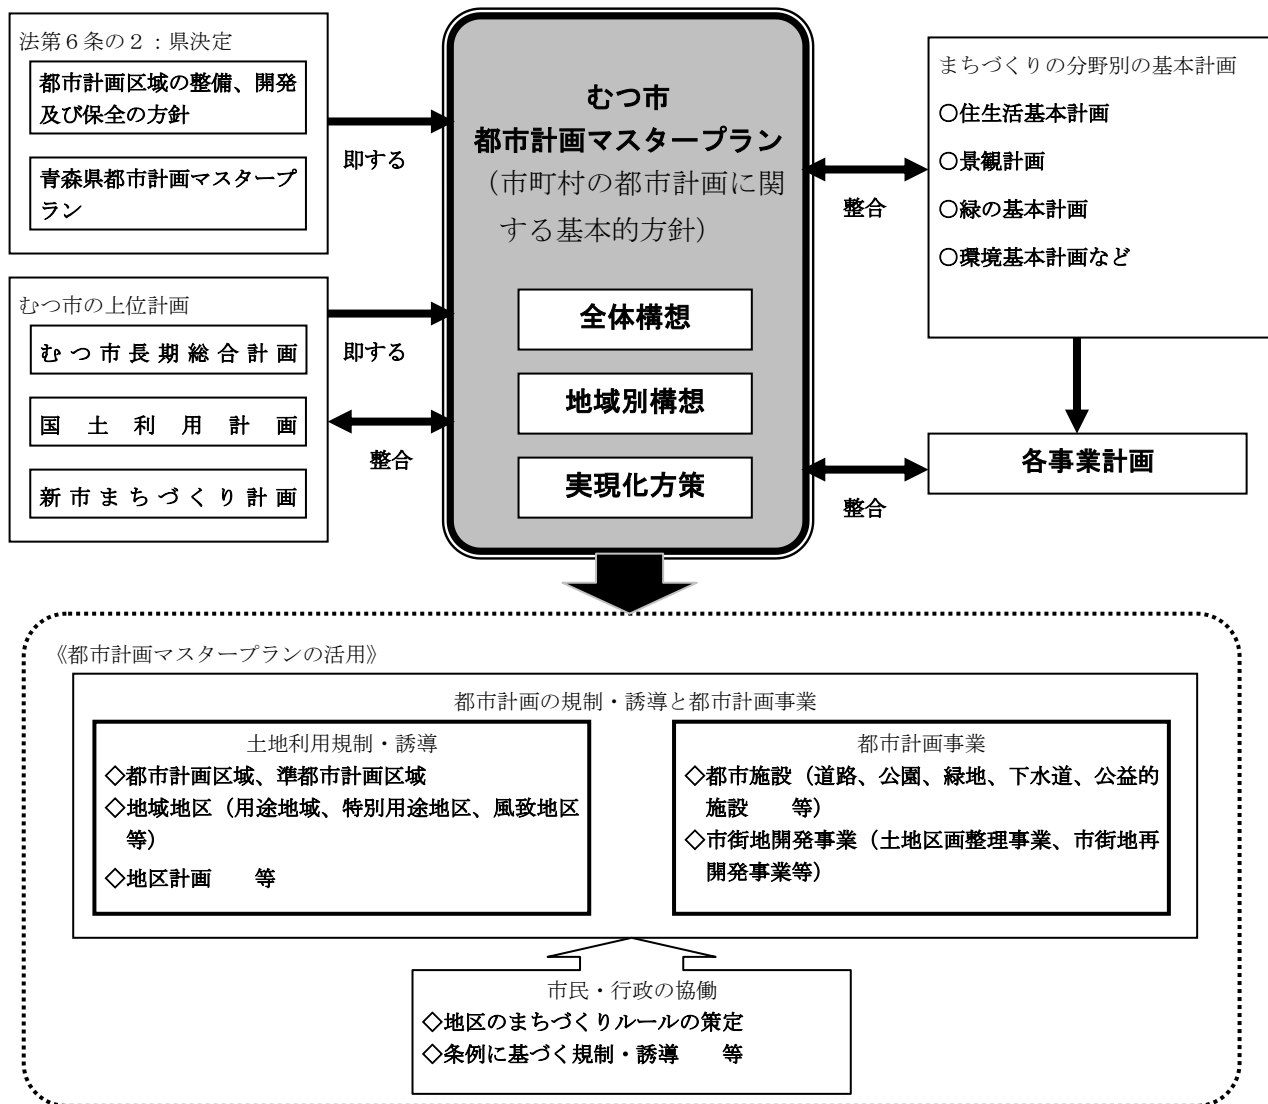 法第６条の２：県決定
都市計画区域の整備、開発
及び保全の方針
青森県都市計画マスタープ
ラン
即する
むつ市の上位計画
むつ市長期総合計画
国土利用計画
新市まちづくり計画
即する
整合
むつ市
都市計画マスタープラン
（市町村の都市計画に関
する基本的方針）
全体構想
地域別構想
実現化方策
整合
整合
まちづくりの分野別の基本計画
○住生活基本計画
○景観計画
○緑の基本計画
○環境基本計画など
各事業計画
《都市計画マスタープランの活用》
都市計画の規制・誘導と都市計画事業
土地利用規制・誘導
◇都市計画区域、準都市計画区域
◇地域地区（用途地域、特別用途地区、風致地区
等）
◇地区計画　　等
都市計画事業
◇都市施設（道路、公園、緑地、下水道、公益的
施設　　等）
◇市街地開発事業（土地区画整理事業、市街地再
開発事業等）
市民・行政の協働
◇地区のまちづくりルールの策定
◇条例に基づく規制・誘導　　等